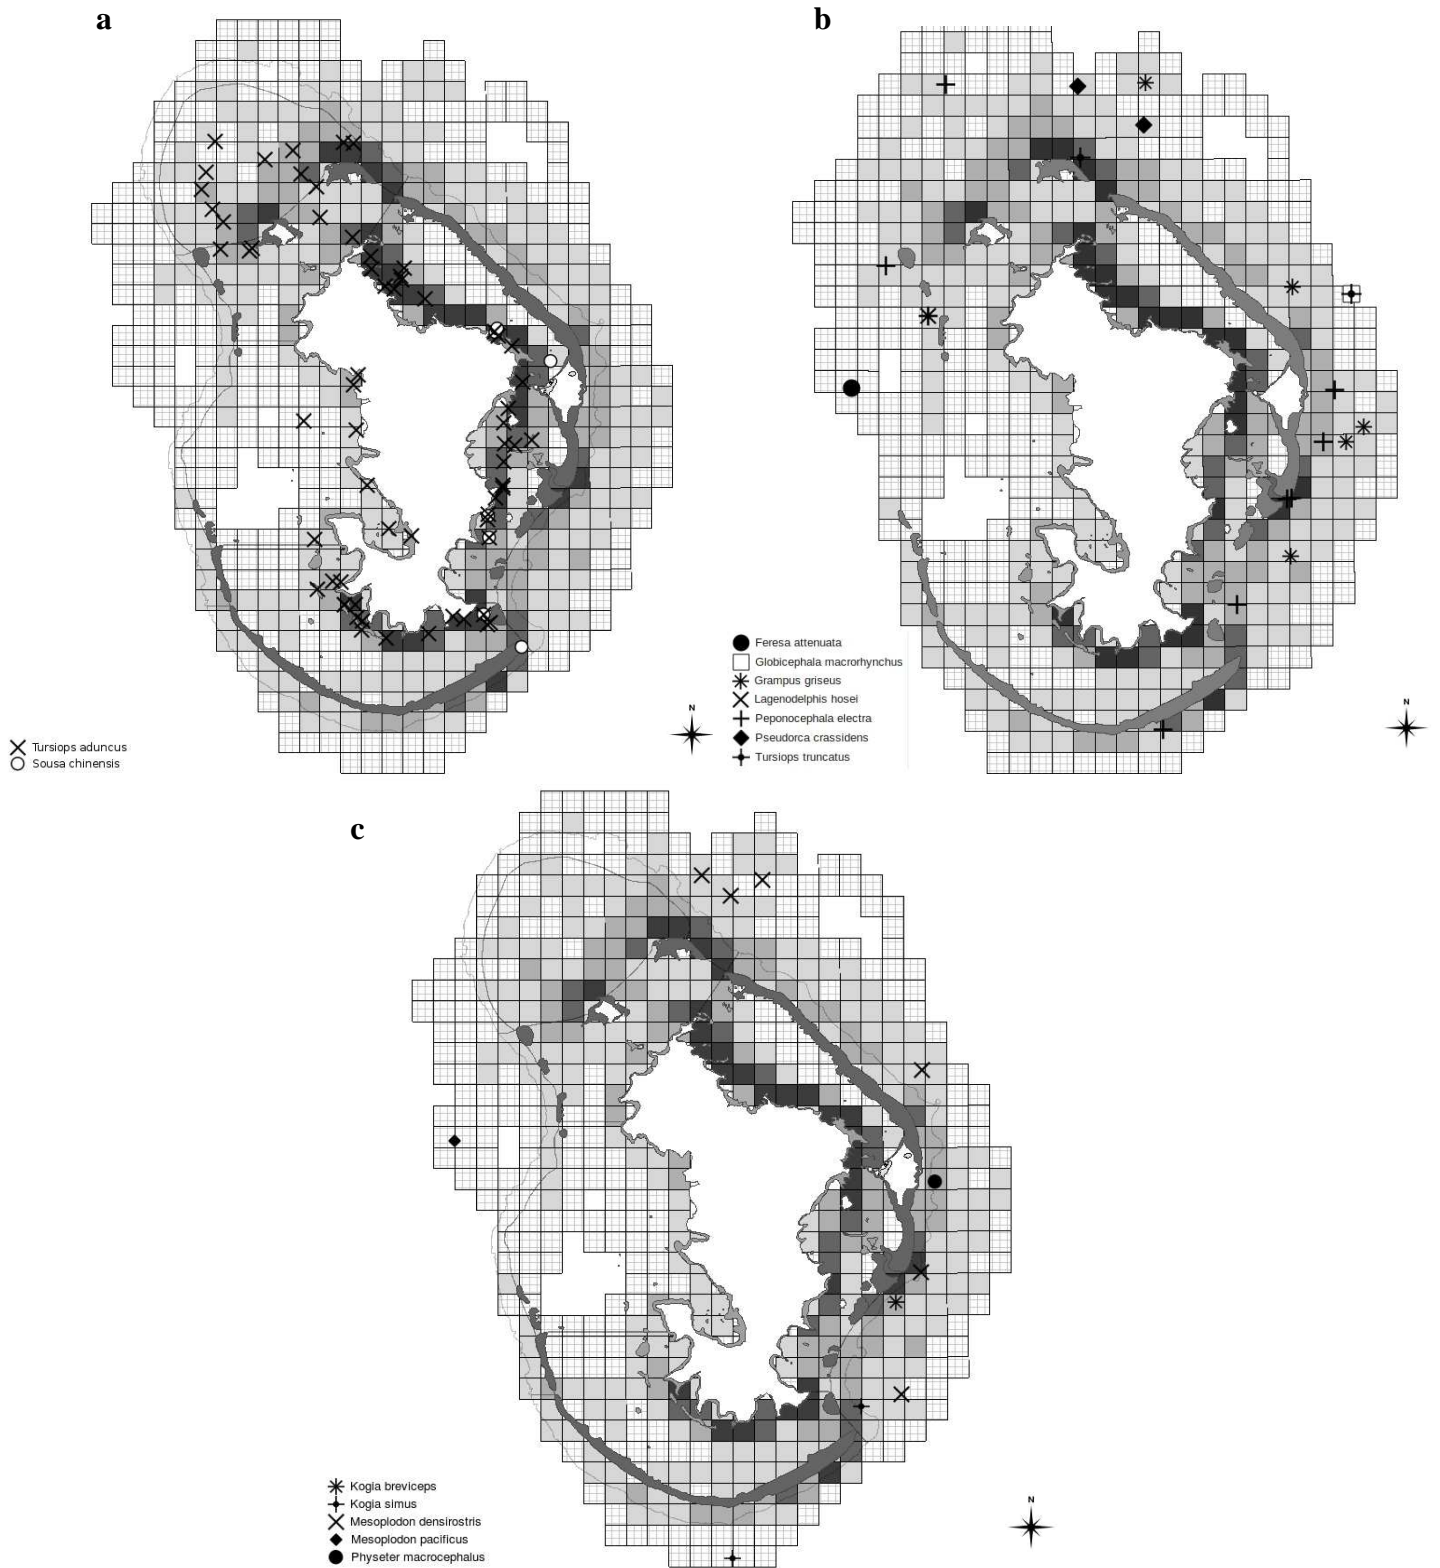 a
b
Tursiops aduncus
Sousa chinensis
N
Feresa attenuata
Globicephala macrorhynchus
Grampus griseus
Lagenodelphis hosei
Peponocephala electra
Pseudorca crassidens
Tursiops truncatus
N
c
Kogia breviceps
Kogia simus
Mesoplodon densirostris
Mesoplodon pacificus
Physeter macrocephalus
N